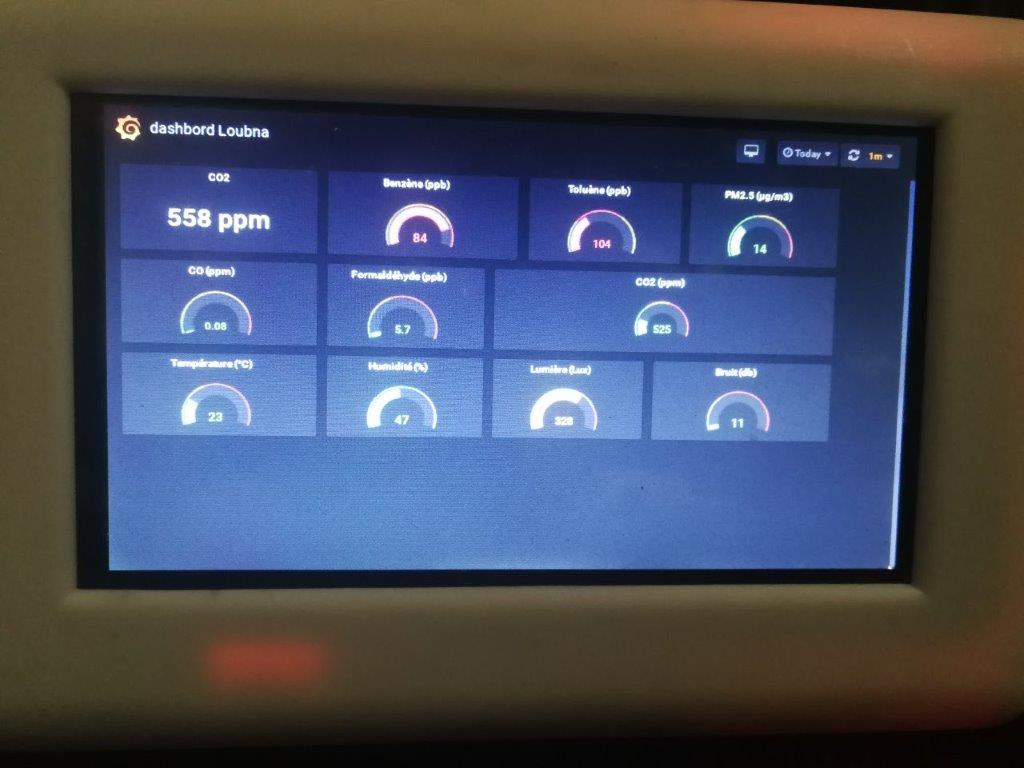 dashbord Loubna
Today
1m
CO2
558 ppm
Benzène (ppb)
84
Toluène (ppb)
104
PM2.5 (µg/m3)
14
CO (ppm)
0.08
Formaldéhyde (ppb)
5.7
CO2 (ppm)
525
Température (°C)
23
Humidité (%)
47
Lumière (Lux)
328
Bruit (db)
11